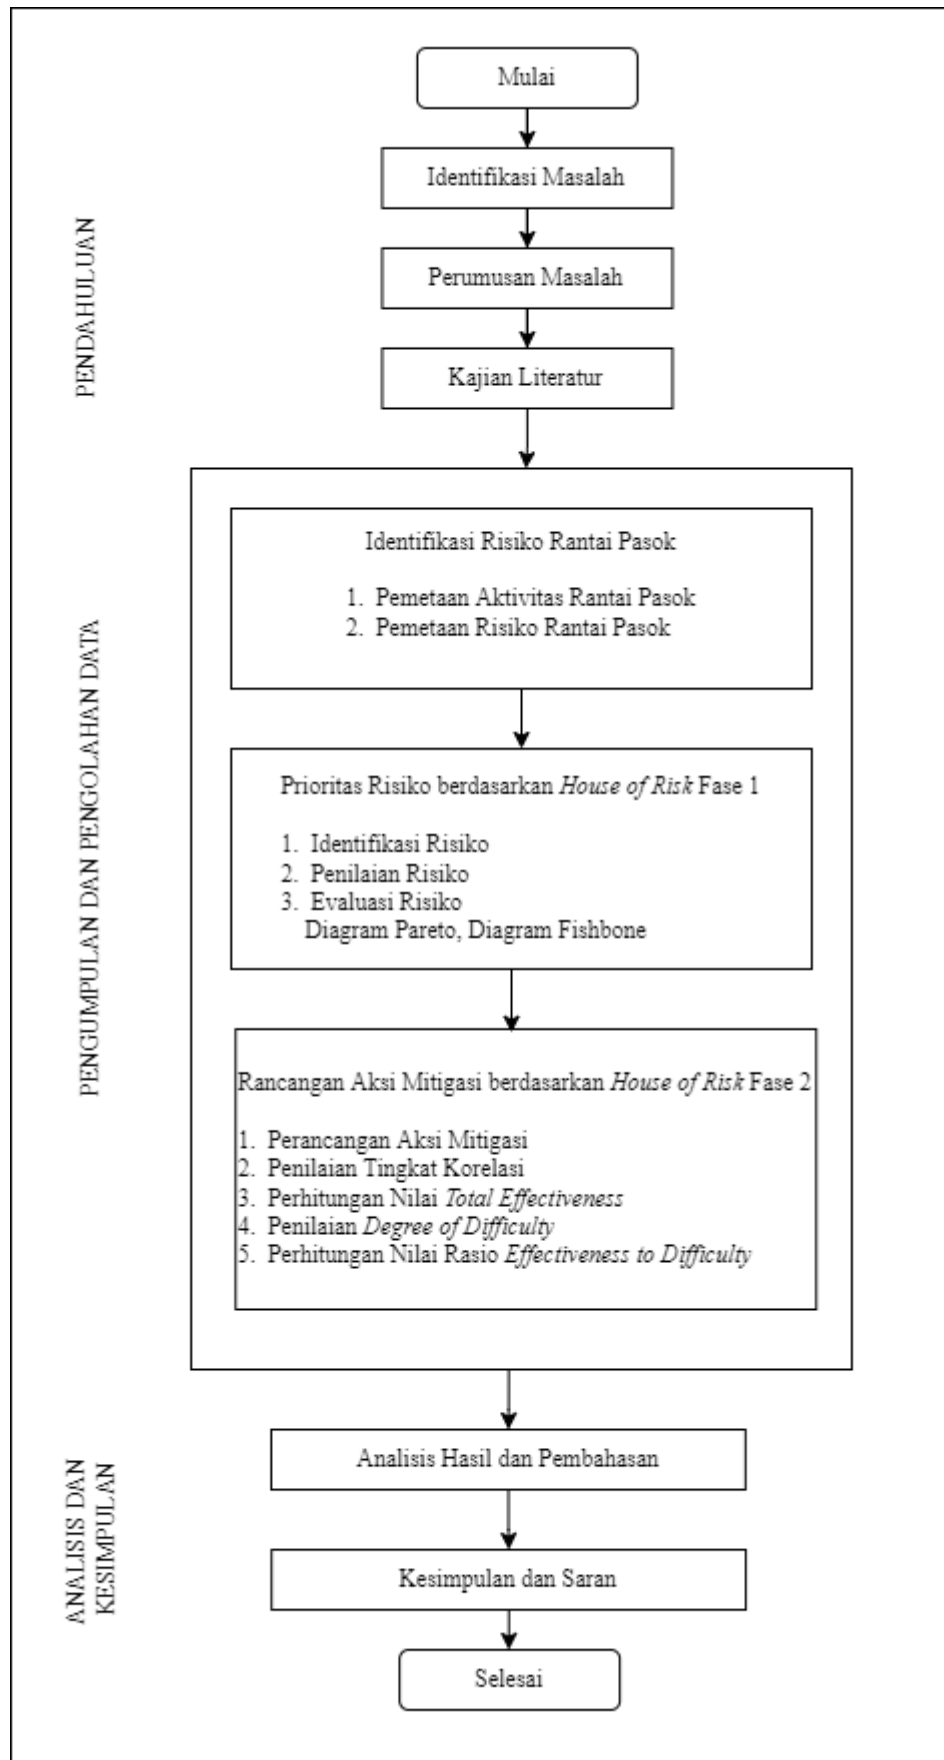 Mulai
Identifikasi Masalah
Perumusan Masalah
Kajian Literatur
PENDAHULUAN
Identifikasi Risiko Rantai Pasok
1. Pemetaan Aktivitas Rantai Pasok
2. Pemetaan Risiko Rantai Pasok
Prioritas Risiko berdasarkan House of Risk Fase 1
1. Identifikasi Risiko
2. Penilaian Risiko
3. Evaluasi Risiko
Diagram Pareto, Diagram Fishbone
Rancangan Aksi Mitigasi berdasarkan House of Risk Fase 2
1. Perancangan Aksi Mitigasi
2. Penilaian Tingkat Korelasi
3. Perhitungan Nilai Total Effectiveness
4. Penilaian Degree of Difficulty
5. Perhitungan Nilai Rasio Effectiveness to Difficulty
PENGUMPULAN DAN PENGOLAHAN DATA
Analisis Hasil dan Pembahasan
Kesimpulan dan Saran
Selesai
ANALISIS DAN
KESIMPULAN